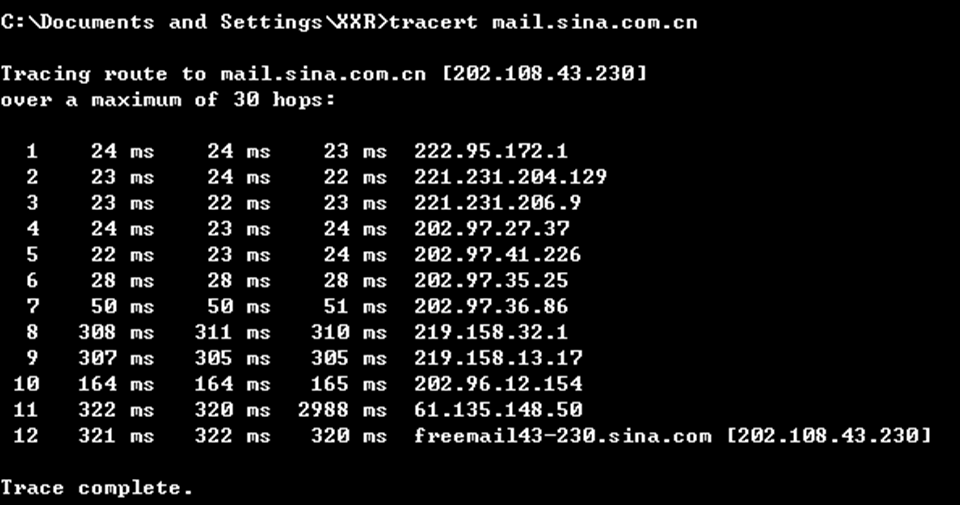 C:\Documents and Settings\XXR>tracert mail.sina.com.cn
Tracing route to mail.sina.com.cn [202.108.43.230]
over a maximum of 30 hops:
1 24 ms 24 ms 23 ms 222.95.172.1
2 23 ms 24 ms 22 ms 221.231.204.129
3 23 ms 22 ms 23 ms 221.231.206.9
4 24 ms 23 ms 24 ms 202.97.27.37
5 22 ms 23 ms 24 ms 202.97.41.226
6 28 ms 28 ms 28 ms 202.97.35.25
7 50 ms 50 ms 51 ms 202.97.36.86
8 308 ms 311 ms 310 ms 219.158.32.1
9 307 ms 305 ms 305 ms 219.158.13.17
10 164 ms 164 ms 165 ms 202.96.12.154
11 322 ms 320 ms 2988 ms 61.135.148.50
12 321 ms 322 ms 320 ms freemail43-230.sina.com [202.108.43.230]
Trace complete.